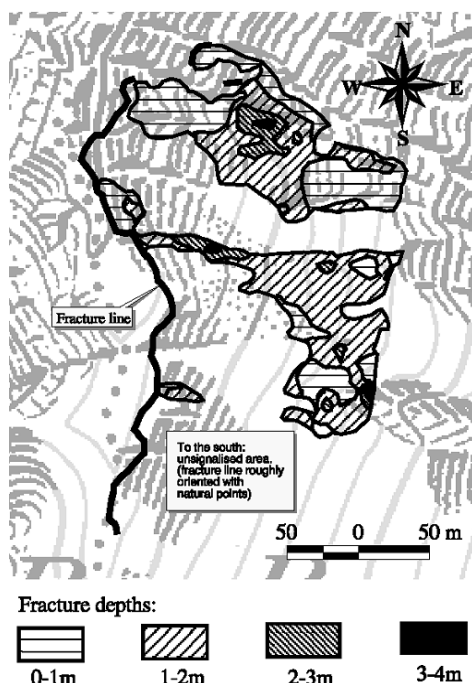 N
W E
S
Fracture line
To the south:
unsignalised area.
(fracture line roughly
oriented with
natural points)
50 0 50 m
Fracture depths:
0-1m 1-2m 2-3m 3-4m